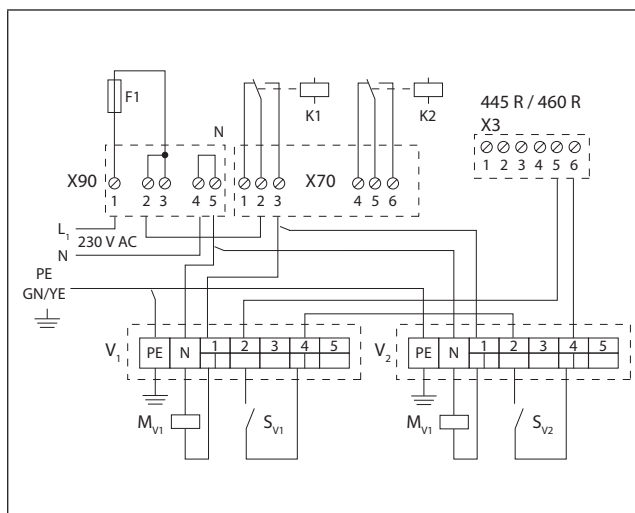 F1
N
K1
K2
445 R / 460 R
X3
1 2 3 4 5 6
X90
X70
1 2 3 4 5
1 2 3
4 5 6
L1
230 V AC
N
PE
GN/YE
V1
PE N 1 2 3 4 5
V2
PE N 1 2 3 4 5
MV1
SV1
MV1
SV2